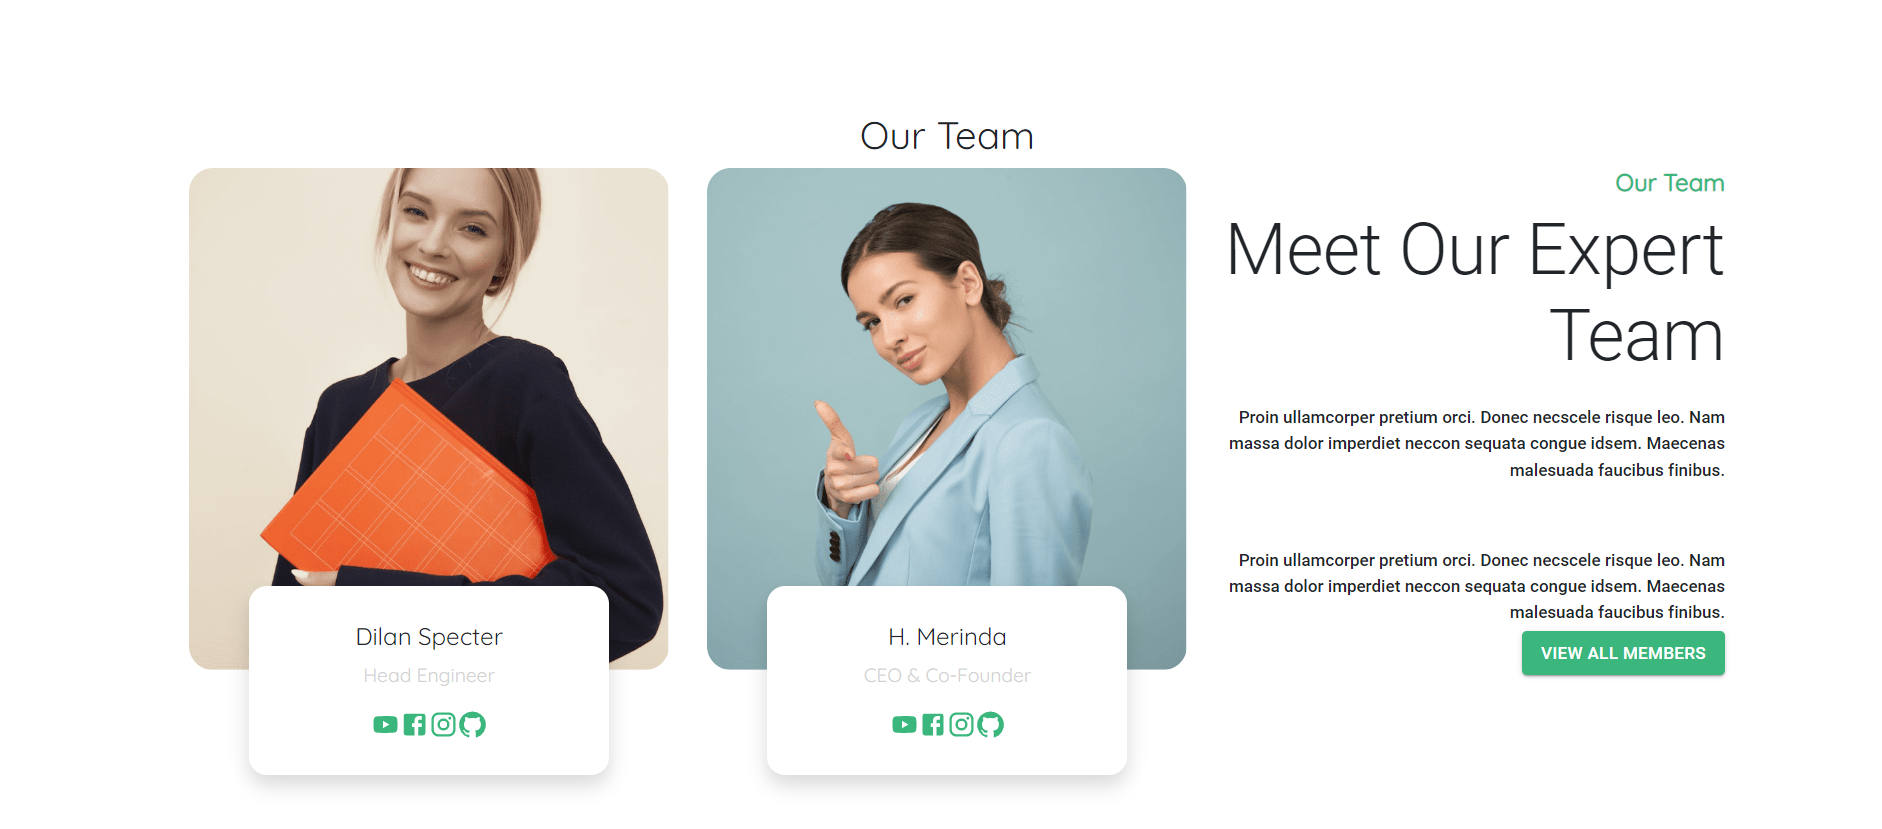 Our Team
Dilan Specter
Head Engineer
H. Merinda
CEO & Co-Founder
Our Team
Meet Our Expert
Team
Proin ullamcorper pretium orci. Donec necscele risque leo. Nam
massa dolor imperdiet neccon sequata congue idsem. Maecenas
malesuada faucibus finibus.
Proin ullamcorper pretium orci. Donec necscele risque leo. Nam
massa dolor imperdiet neccon sequata congue idsem. Maecenas
malesuada faucibus finibus.
VIEW ALL MEMBERS